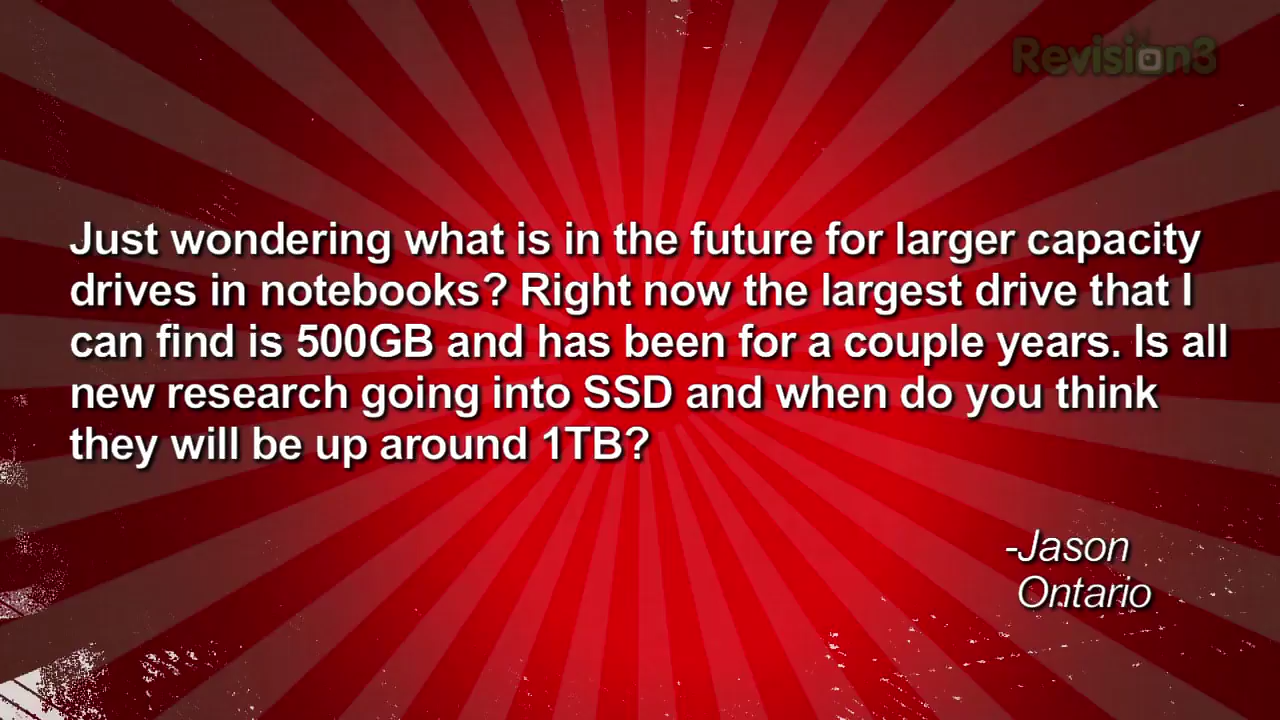 Revision3
Just wondering what is in the future for larger capacity
drives in notebooks? Right now the largest drive that I
can find is 500GB and has been for a couple years. Is all
new research going into SSD and when do you think
they will be up around 1TB?
-Jason
Ontario